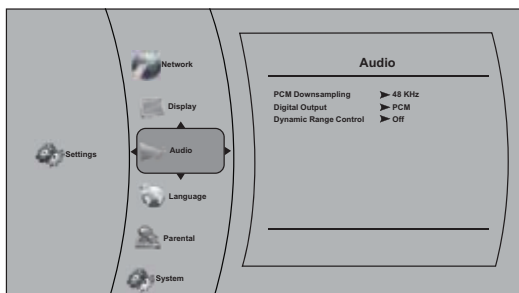 Settings
Network
Display
Audio
Language
Parental
System
Audio
PCM Downsampling 48 KHz
Digital Output PCM
Dynamic Range Control Off